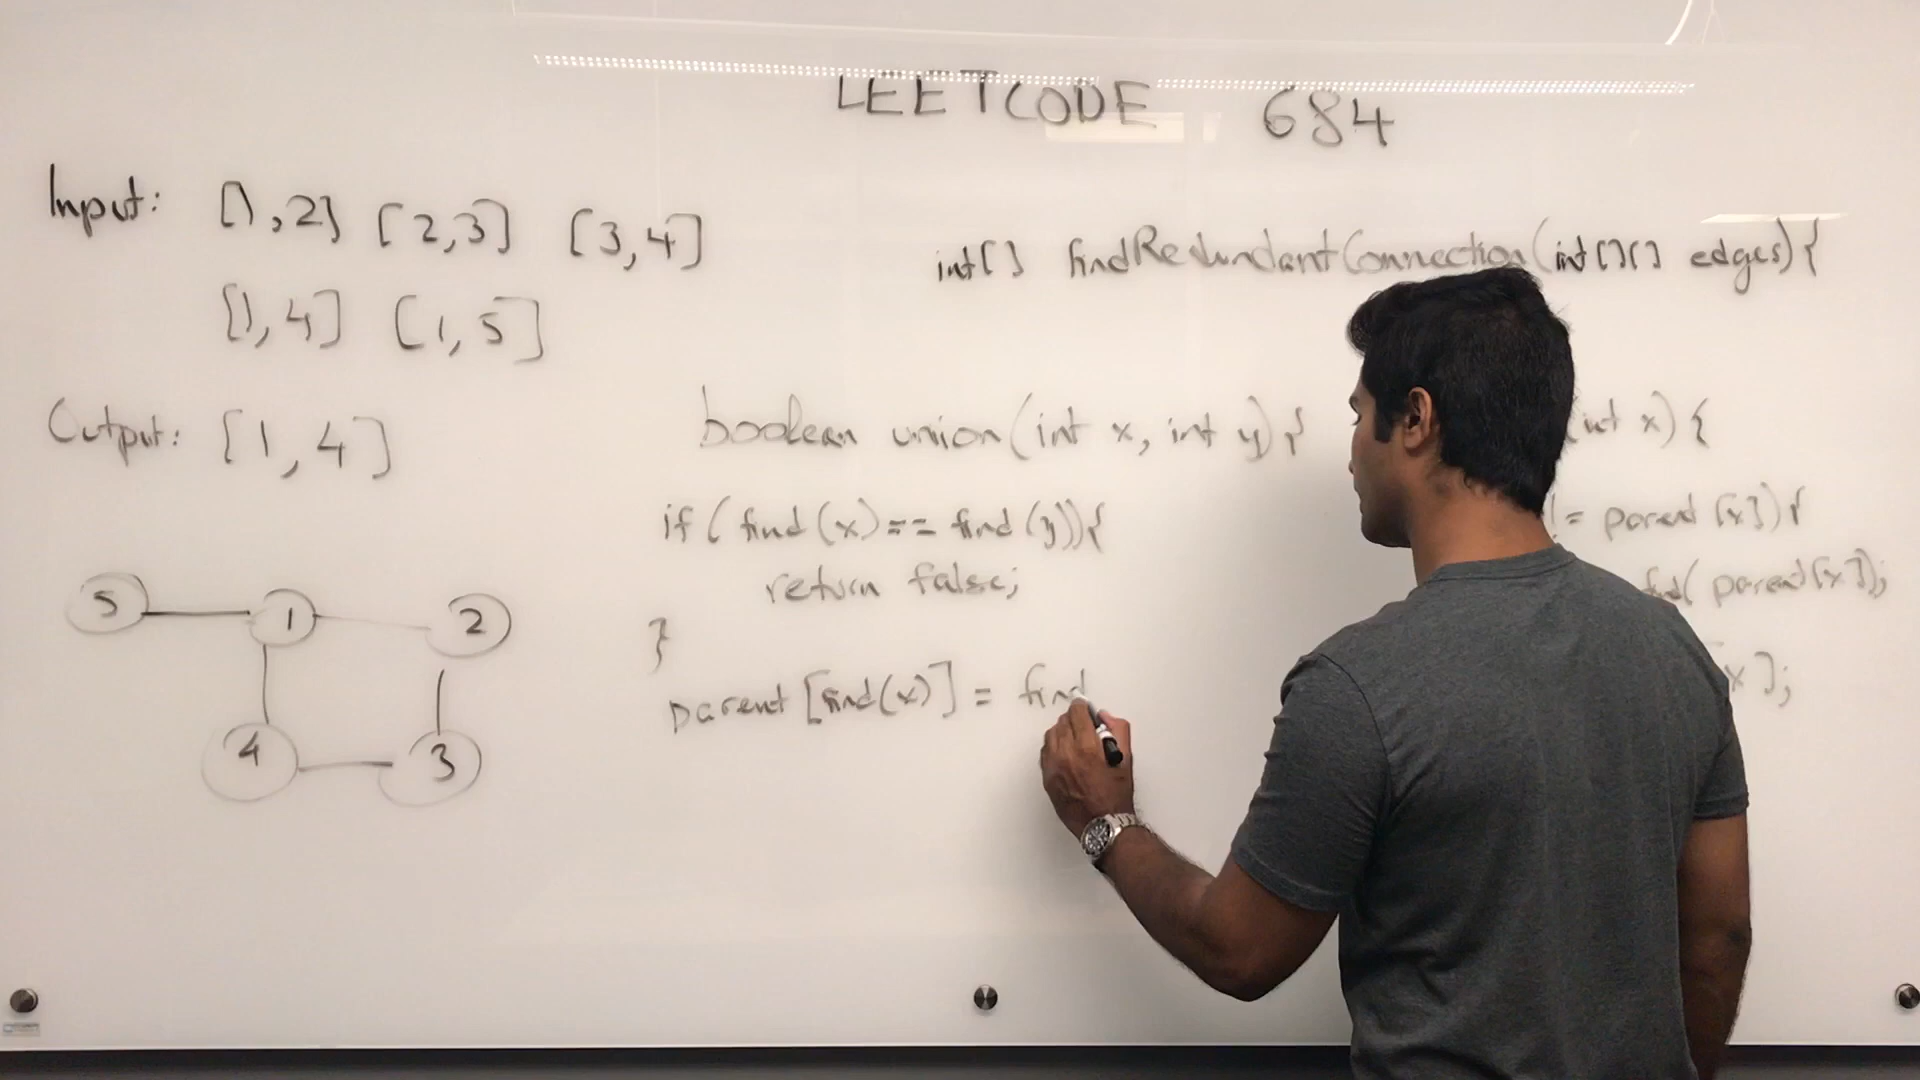 LEETCODE 684
Input: [1,2] [2,3] [3,4]
[1,4] [1,5]
Output: [1,4]
5 1 2
4 3
int[] findRedundantConnection(int[][] edges){
boolean union(int x, int y){
if(find(x)==find(y)){
return false;
}
parent[find(x)] = find
(int x){
!= parent[x]){
find(parent[x]);
x];